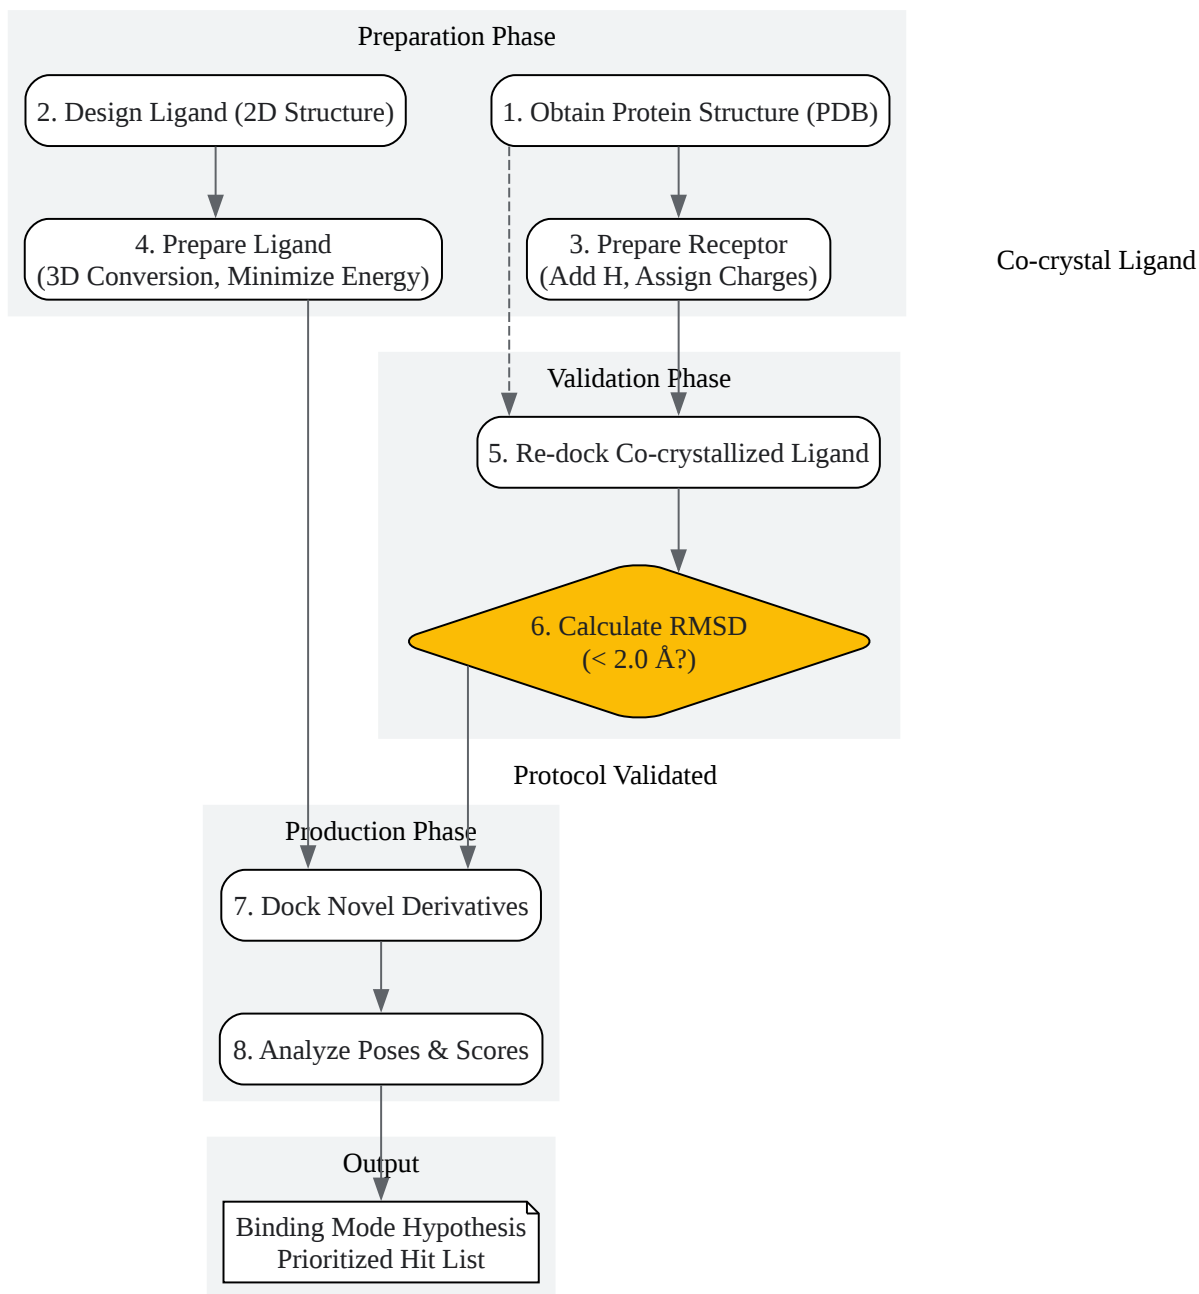 Preparation Phase
2. Design Ligand (2D Structure)
1. Obtain Protein Structure (PDB)
4. Prepare Ligand
(3D Conversion, Minimize Energy)
3. Prepare Receptor
(Add H, Assign Charges)
Co-crystal Ligand
Validation Phase
5. Re-dock Co-crystallized Ligand
6. Calculate RMSD
(< 2.0 Å?)
Protocol Validated
Production Phase
7. Dock Novel Derivatives
8. Analyze Poses & Scores
Output
Binding Mode Hypothesis
Prioritized Hit List